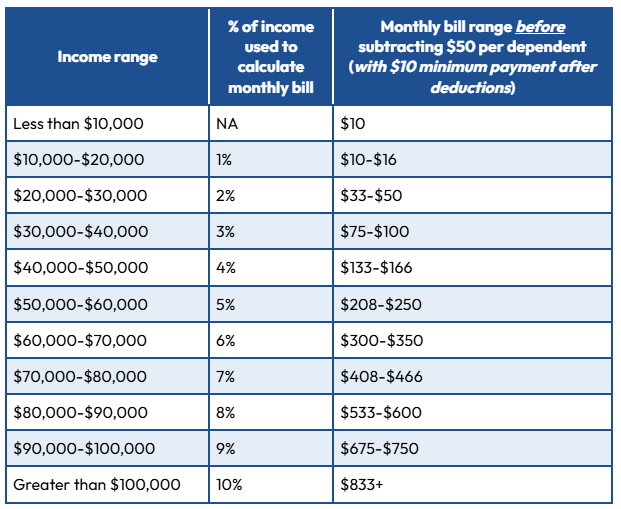 Income range
% of income
used to
calculate
monthly bill
Monthly bill range before
subtracting $50 per dependent
(with $10 minimum payment after
deductions)
Less than $10,000 NA $10
$10,000-$20,000 1% $10-$16
$20,000-$30,000 2% $33-$50
$30,000-$40,000 3% $75-$100
$40,000-$50,000 4% $133-$166
$50,000-$60,000 5% $208-$250
$60,000-$70,000 6% $300-$350
$70,000-$80,000 7% $408-$466
$80,000-$90,000 8% $533-$600
$90,000-$100,000 9% $675-$750
Greater than $100,000 10% $833+